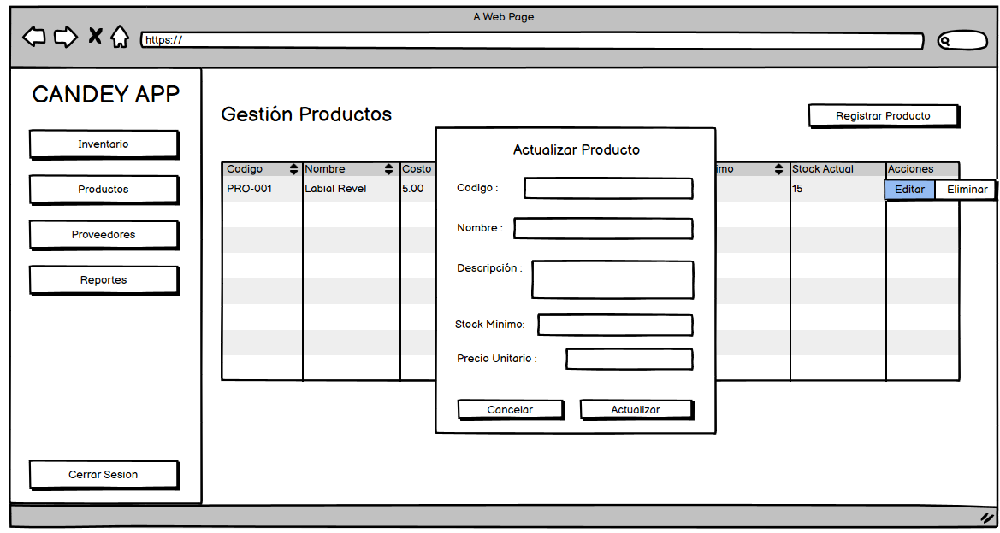 A Web Page
https://
CANDEY APP
Inventario
Productos
Proveedores
Reportes
Cerrar Sesion
Gestión Productos
Registrar Producto
Codigo Nombre Costo imo Stock Actual Acciones
PRO-001 Labial Revel 5.00 15 Editar Eliminar
Actualizar Producto
Codigo :
Nombre :
Descripción :
Stock Minimo:
Precio Unitario :
Cancelar Actualizar